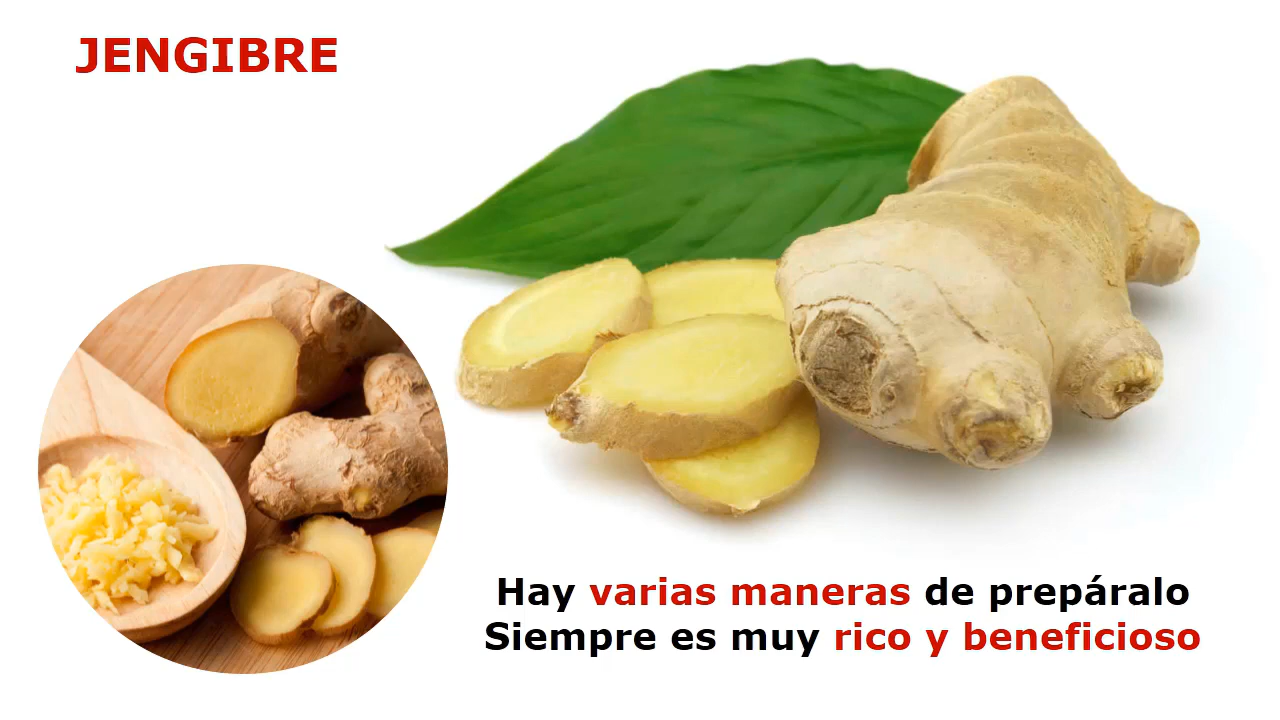 JENGIBRE
Hay varias maneras de prepáralo
Siempre es muy rico y beneficioso